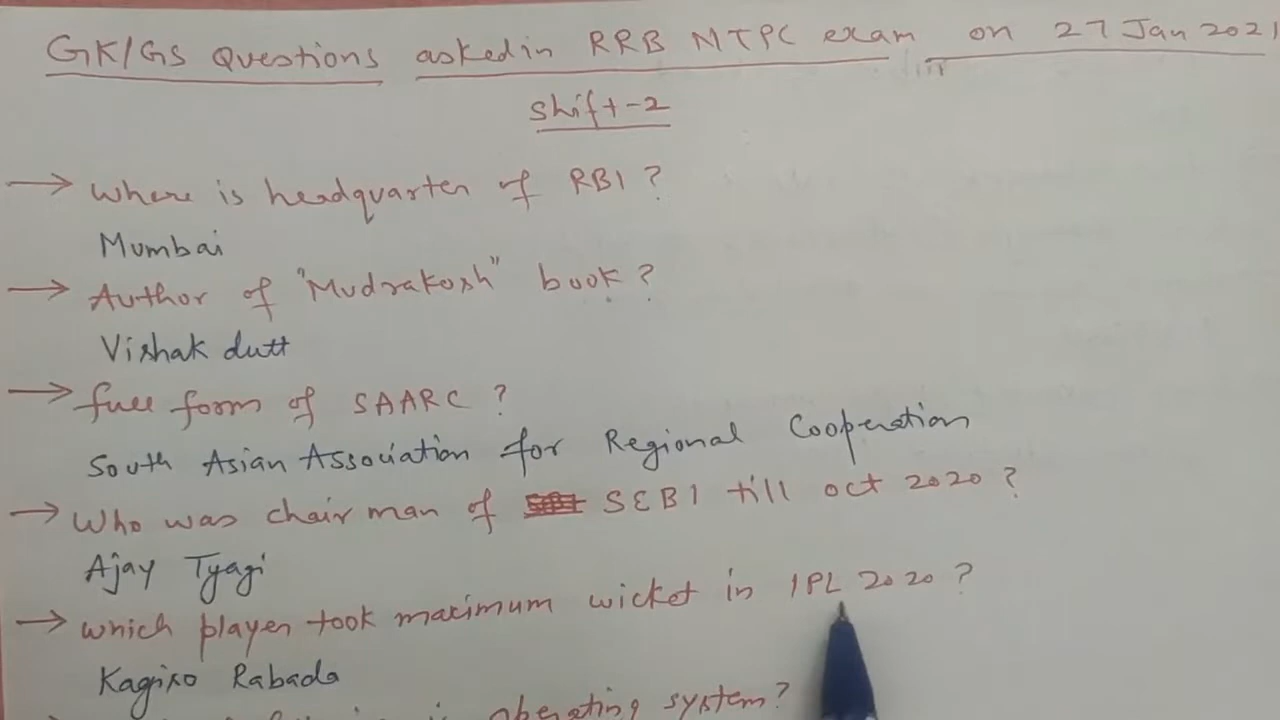 GK/GS Questions asked in RRB NTPC exam on 27 Jan 2021
Shift-2
→ Where is headquarter of RBI ?
Mumbai
→ Author of "Mudrakosh" book ?
Vishak dutt
→ full form of SAARC ?
South Asian Association for Regional Cooperation
→ Who was chairman of SEBI till oct 2020 ?
Ajay Tyagi
→ which player took maximum wicket in IPL 2020 ?
Kagiso Rabada
operating system?